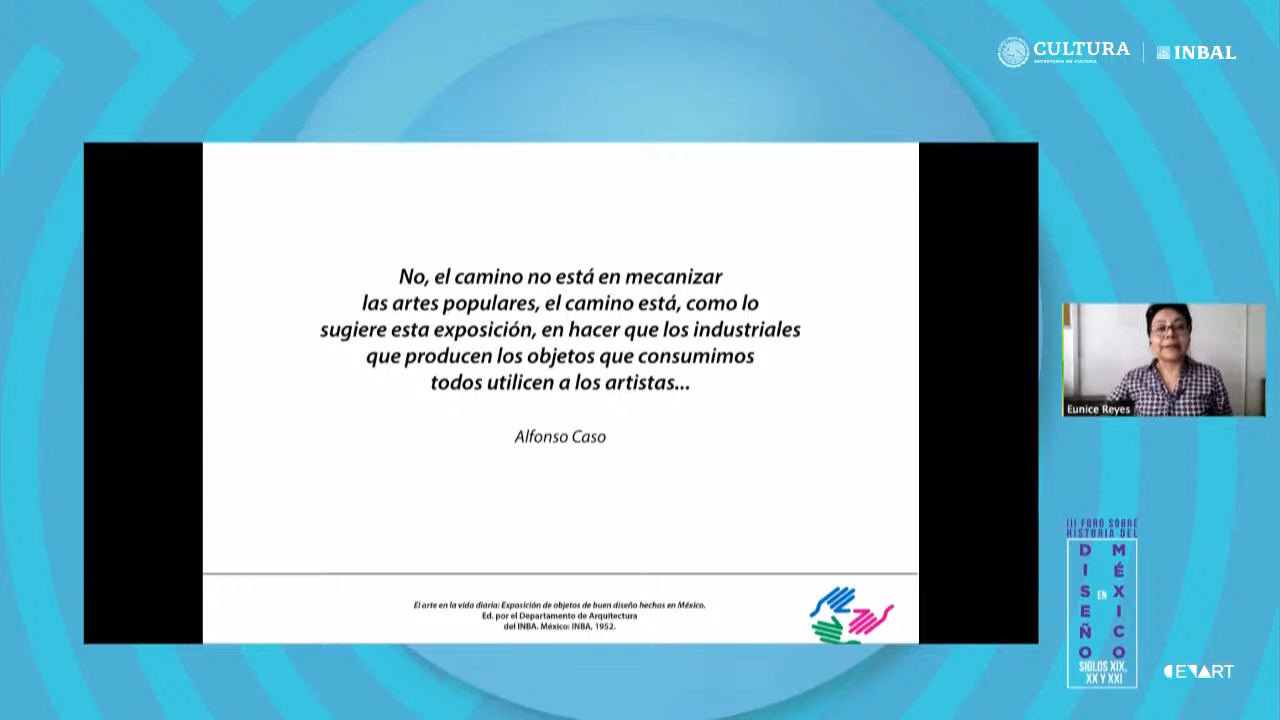 CULTURA
SECRETARÍA DE CULTURA
INBAL
No, el camino no está en mecanizar
las artes populares, el camino está, como lo
sugiere esta exposición, en hacer que los industriales
que producen los objetos que consumimos
todos utilicen a los artistas...
Alfonso Caso
El arte en la vida diaria: Exposición de objetos de buen diseño hechos en México.
Ed. por el Departamento de Arquitectura
del INBA. México: INBA, 1952.
Eunice Reyes
III FORO SOBRE
HISTORIA DEL
DISEÑO
EN
MÉXICO
SIGLOS XIX,
XX Y XXI
CENART